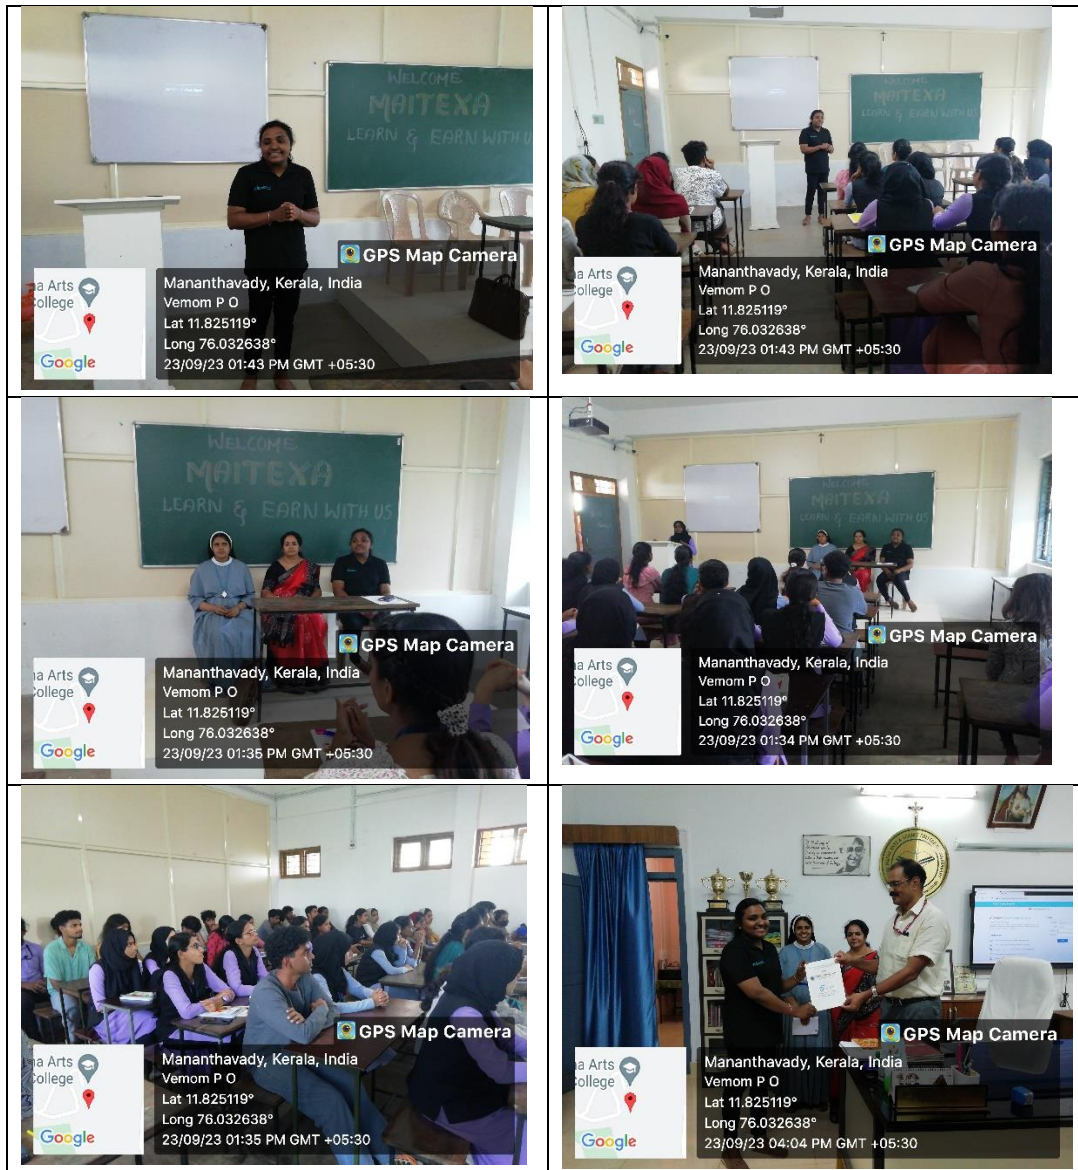 WELCOME
MAITEXA
LEARN & EARN WITH U
GPS Map Camera
na Arts
College
Google
Mananthavady, Kerala, India
Vemom P O
Lat 11.825119°
Long 76.032638°
23/09/23 01:43 PM GMT +05:30
WELCOME
MAITEXA
LEARN & EARN WITH US
GPS Map Camera
na Arts
College
Google
Mananthavady, Kerala, India
Vemom P O
Lat 11.825119°
Long 76.032638°
23/09/23 01:43 PM GMT +05:30
WELCOME
MAITEXA
LEARN & EARN WITH US
GPS Map Camera
na Arts
College
Google
Mananthavady, Kerala, India
Vemom P O
Lat 11.825119°
Long 76.032638°
23/09/23 01:35 PM GMT +05:30
WELCOME
MAITEXA
LEARN & EARN WITH US
GPS Map Camera
na Arts
College
Google
Mananthavady, Kerala, India
Vemom P O
Lat 11.825119°
Long 76.032638°
23/09/23 01:34 PM GMT +05:30
GPS Map Camera
na Arts
College
Google
Mananthavady, Kerala, India
Vemom P O
Lat 11.825119°
Long 76.032638°
23/09/23 01:35 PM GMT +05:30
GPS Map Camera
na Arts
College
Google
Mananthavady, Kerala, India
Vemom P O
Lat 11.825119°
Long 76.032638°
23/09/23 04:04 PM GMT +05:30